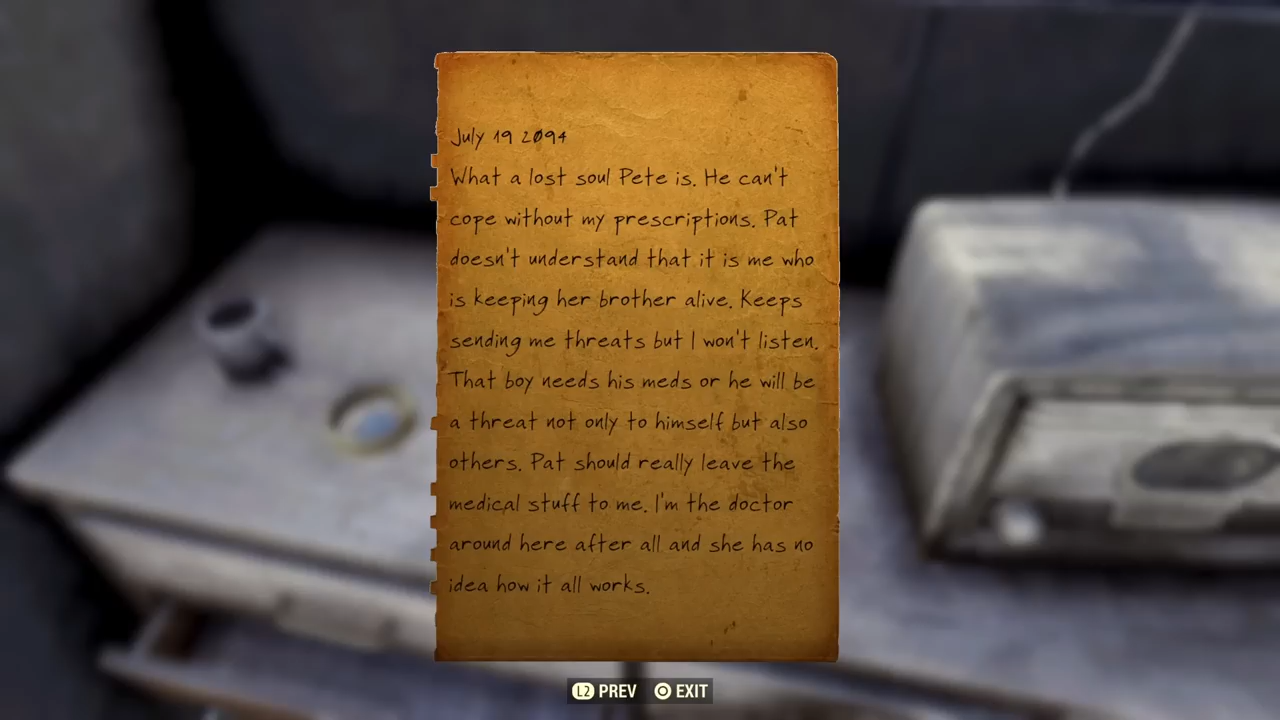 July 19 2094
What a lost soul Pete is. He can't
cope without my prescriptions. Pat
doesn't understand that it is me who
is keeping her brother alive. Keeps
sending me threats but I won't listen.
That boy needs his meds or he will be
a threat not only to himself but also
others. Pat should really leave the
medical stuff to me. I'm the doctor
around here after all and she has no
idea how it all works.
L2 PREV EXIT